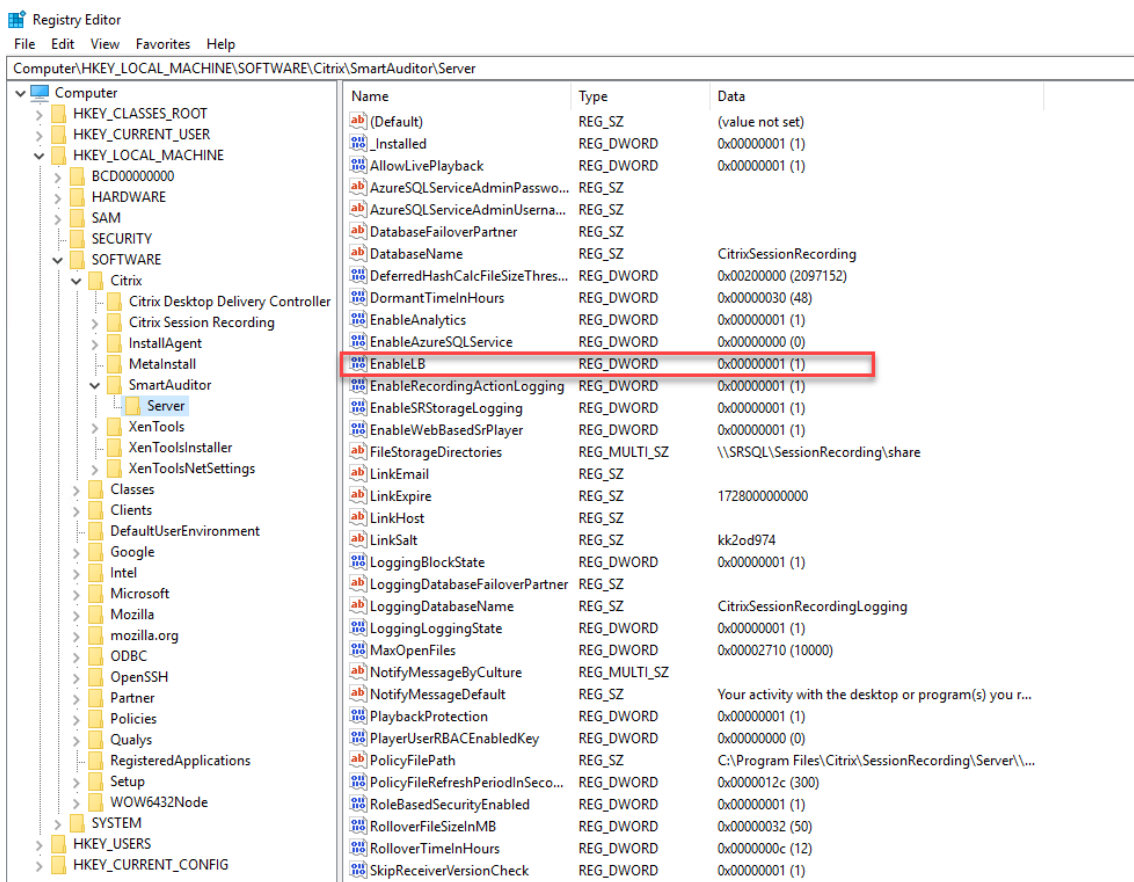 Registry Editor
File Edit View Favorites Help
Computer\HKEY_LOCAL_MACHINE\SOFTWARE\Citrix\SmartAuditor\Server
Computer
HKEY_CLASSES_ROOT
HKEY_CURRENT_USER
HKEY_LOCAL_MACHINE
BCD00000000
HARDWARE
SAM
SECURITY
SOFTWARE
Citrix
Citrix Desktop Delivery Controller
Citrix Session Recording
InstallAgent
MetaInstall
SmartAuditor
Server
XenTools
XenToolsInstaller
XenToolsNetSettings
Classes
Clients
DefaultUserEnvironment
Google
Intel
Microsoft
Mozilla
mozilla.org
ODBC
OpenSSH
Partner
Policies
Qualys
RegisteredApplications
Setup
WOW6432Node
SYSTEM
HKEY_USERS
HKEY_CURRENT_CONFIG
Name Type Data
(Default) REG_SZ (value not set)
_Installed REG_DWORD 0x00000001 (1)
AllowLivePlayback REG_DWORD 0x00000001 (1)
AzureSQLServiceAdminPasswo... REG_SZ
AzureSQLServiceAdminUserna... REG_SZ
DatabaseFailoverPartner REG_SZ
DatabaseName REG_SZ CitrixSessionRecording
DeferredHashCalcFileSizeThres... REG_DWORD 0x00200000 (2097152)
DormantTimeInHours REG_DWORD 0x00000030 (48)
EnableAnalytics REG_DWORD 0x00000001 (1)
EnableAzureSQLService REG_DWORD 0x00000000 (0)
EnableLB REG_DWORD 0x00000001 (1)
EnableRecordingActionLogging REG_DWORD 0x00000001 (1)
EnableSRStorageLogging REG_DWORD 0x00000001 (1)
EnableWebBasedSrPlayer REG_DWORD 0x00000001 (1)
FileStorageDirectories REG_MULTI_SZ \\SRSQL\SessionRecording\share
LinkEmail REG_SZ
LinkExpire REG_SZ 1728000000000
LinkHost REG_SZ
LinkSalt REG_SZ kk2od974
LoggingBlockState REG_DWORD 0x00000001 (1)
LoggingDatabaseFailoverPartner REG_SZ
LoggingDatabaseName REG_SZ CitrixSessionRecordingLogging
LoggingLoggingState REG_DWORD 0x00000001 (1)
MaxOpenFiles REG_DWORD 0x00002710 (10000)
NotifyMessageByCulture REG_MULTI_SZ
NotifyMessageDefault REG_SZ Your activity with the desktop or program(s) you r...
PlaybackProtection REG_DWORD 0x00000001 (1)
PlayerUserRBACEnabledKey REG_DWORD 0x00000000 (0)
PolicyFilePath REG_SZ C:\Program Files\Citrix\SessionRecording\Server\\...
PolicyFileRefreshPeriodInSeco... REG_DWORD 0x0000012c (300)
RoleBasedSecurityEnabled REG_DWORD 0x00000001 (1)
RolloverFileSizeInMB REG_DWORD 0x00000032 (50)
RolloverTimeInHours REG_DWORD 0x0000000c (12)
SkipReceiverVersionCheck REG_DWORD 0x00000001 (1)